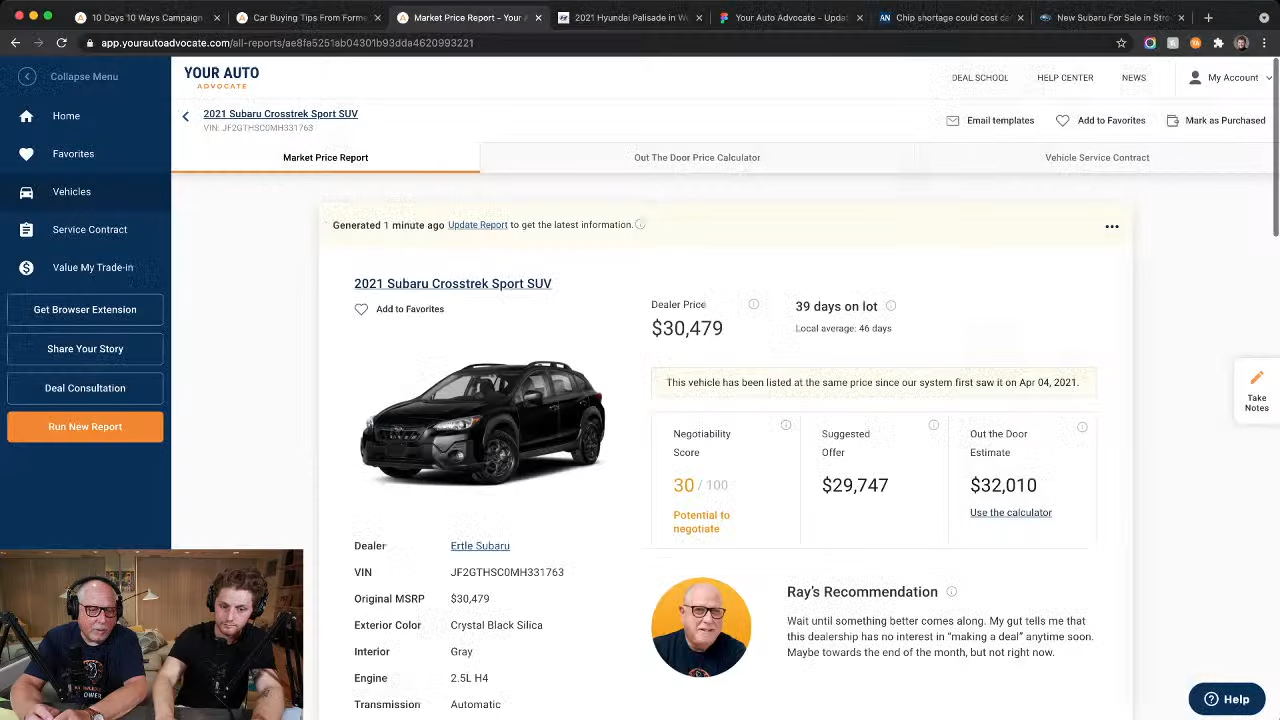 10 Days 10 Ways Campaign
Car Buying Tips From Forme
Market Price Report - Your A
2021 Hyundai Palisade in W
Your Auto Advocate - Updat
Chip shortage could cost d
New Subaru For Sale in Stro
app.yourautoadvocate.com/all-reports/ae8fa5251ab04301b93dda4620993221
Collapse Menu
Home
Favorites
Vehicles
Service Contract
Value My Trade-in
Get Browser Extension
Share Your Story
Deal Consultation
Run New Report
YOUR AUTO
ADVOCATE
DEAL SCHOOL
HELP CENTER
NEWS
My Account
2021 Subaru Crosstrek Sport SUV
VIN: JF2GTHSC0MH331763
Email templates
Add to Favorites
Mark as Purchased
Market Price Report
Out The Door Price Calculator
Vehicle Service Contract
Generated 1 minute ago Update Report to get the latest information.
2021 Subaru Crosstrek Sport SUV
Add to Favorites
Dealer Price
$30,479
39 days on lot
Local average: 46 days
This vehicle has been listed at the same price since our system first saw it on Apr 04, 2021.
Negotiability
Score
30 / 100
Potential to
negotiate
Suggested
Offer
$29,747
Out the Door
Estimate
$32,010
Use the calculator
Take
Notes
Dealer Ertle Subaru
VIN JF2GTHSC0MH331763
Original MSRP $30,479
Exterior Color Crystal Black Silica
Interior Gray
Engine 2.5L H4
Transmission Automatic
Ray's Recommendation
Wait until something better comes along. My gut tells me that
this dealership has no interest in "making a deal" anytime soon.
Maybe towards the end of the month, but not right now.
Help